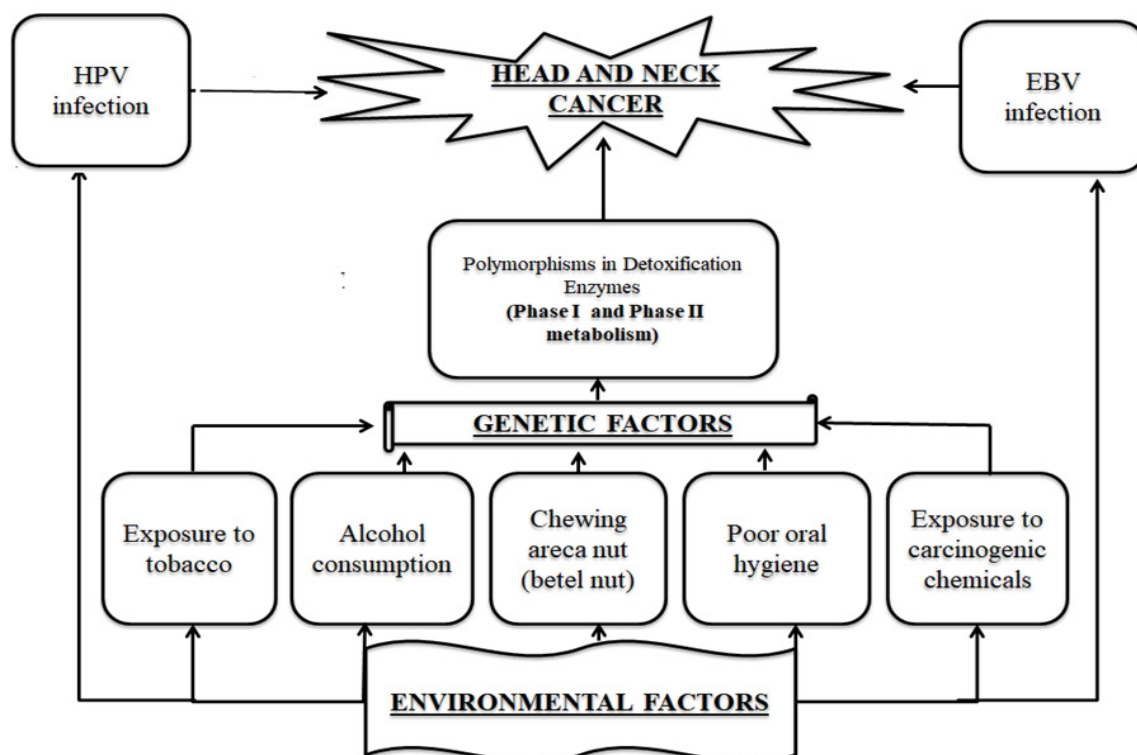 HPV
infection
HEAD AND NECK
CANCER
EBV
infection
Polymorphisms in Detoxification
Enzymes
(Phase I and Phase II
metabolism)
GENETIC FACTORS
Exposure to
tobacco
Alcohol
consumption
Chewing
areca nut
(betel nut)
Poor oral
hygiene
Exposure to
carcinogenic
chemicals
ENVIRONMENTAL FACTORS